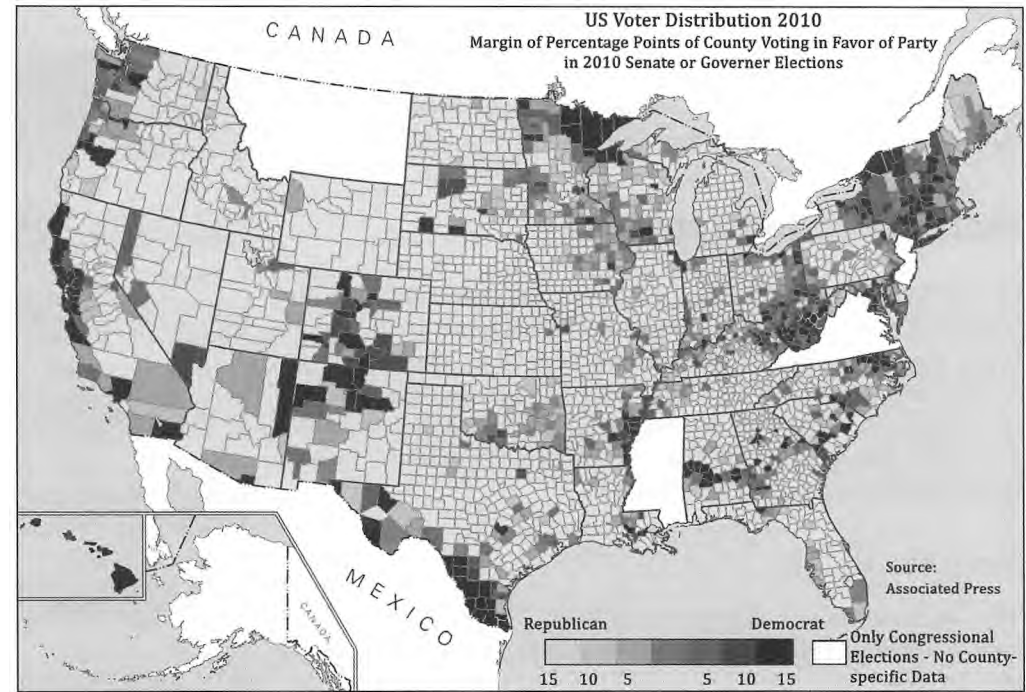 US Voter Distribution 2010
Margin of Percentage Points of County Voting in Favor of Party
in 2010 Senate or Governer Elections
CANADA
MEXICO
CANADA
Source:
Associated Press
Republican Democrat
15 10 5 5 10 15
Only Congressional
Elections - No County-
specific Data